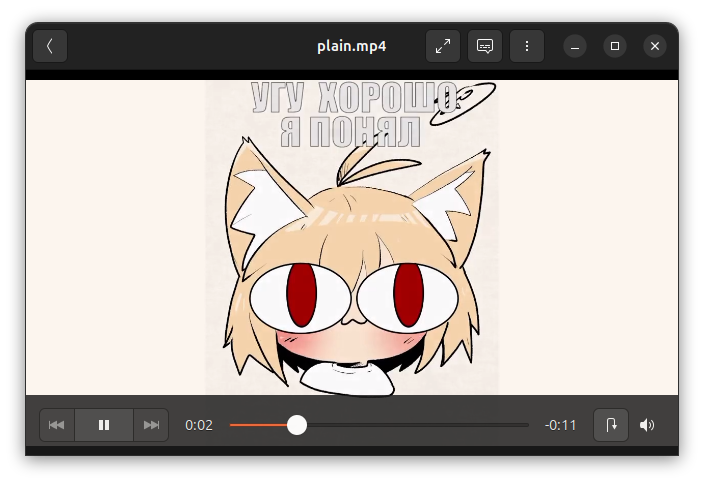 plain.mp4
УГУ ХОРОШО
Я ПОНЯЛ
0:02
-0:11